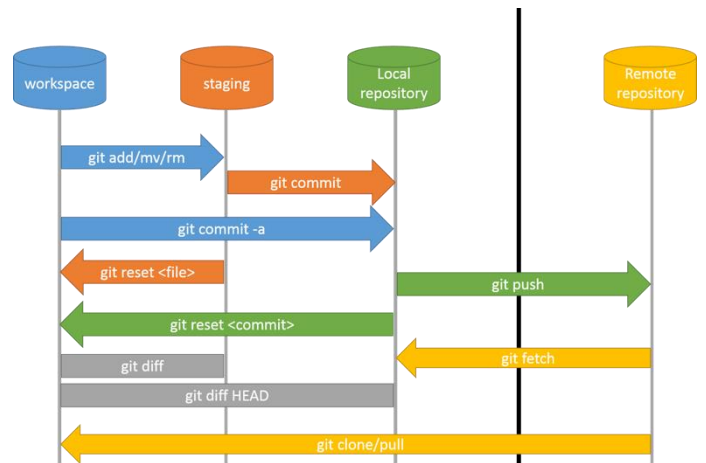 workspace
staging
Local
repository
Remote
repository
git add/mv/rm
git commit
git commit -a
git reset <file>
git push
git reset <commit>
git diff
git fetch
git diff HEAD
git clone/pull